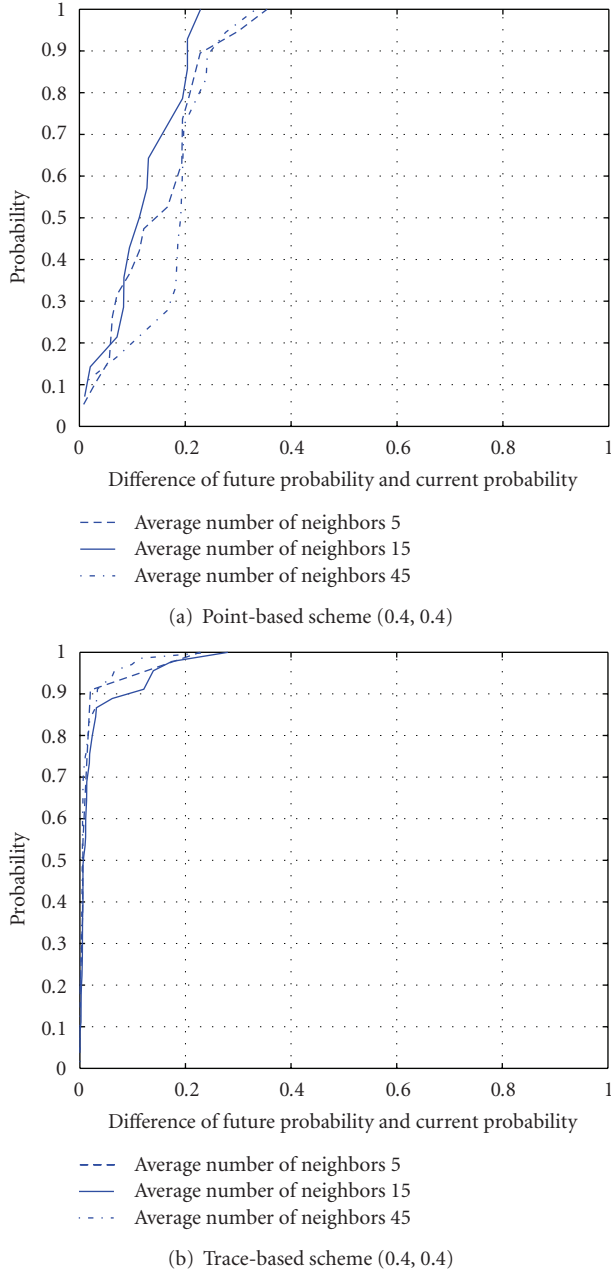 1
0.9
0.8
0.7
0.6
0.5
0.4
0.3
0.2
0.1
0
Probability
0 0.2 0.4 0.6 0.8 1
Difference of future probability and current probability
Average number of neighbors 5
Average number of neighbors 15
Average number of neighbors 45
(a) Point-based scheme (0.4, 0.4)
1
0.9
0.8
0.7
0.6
0.5
0.4
0.3
0.2
0.1
0
Probability
0 0.2 0.4 0.6 0.8 1
Difference of future probability and current probability
Average number of neighbors 5
Average number of neighbors 15
Average number of neighbors 45
(b) Trace-based scheme (0.4, 0.4)